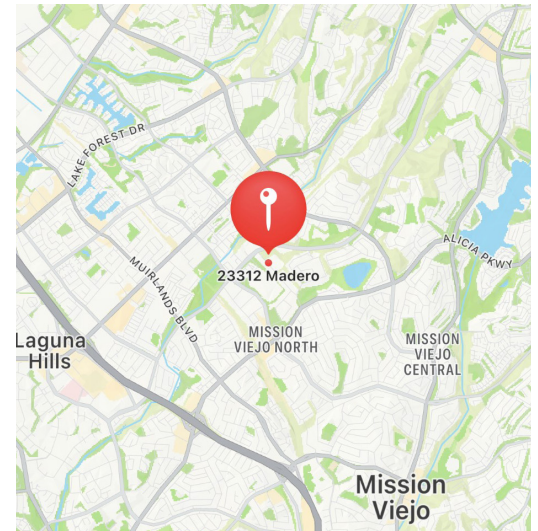 LAKE FOREST DR
ALICIA PKWY
23312 Madero
MUIRLANDS BLVD
MISSION
VIEJO NORTH
Laguna
Hills
MISSION
VIEJO
CENTRAL
Mission
Viejo